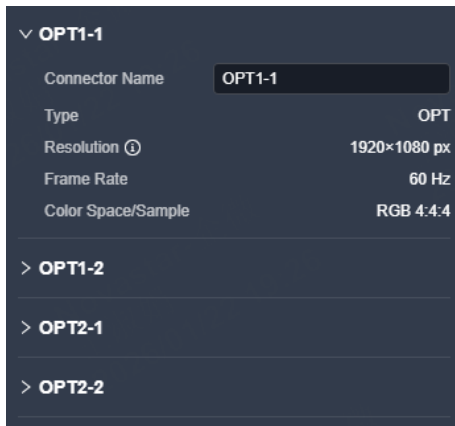 OPT1-1
Connector Name OPT1-1
Type OPT
Resolution 1920×1080 px
Frame Rate 60 Hz
Color Space/Sample RGB 4:4:4
OPT1-2
OPT2-1
OPT2-2